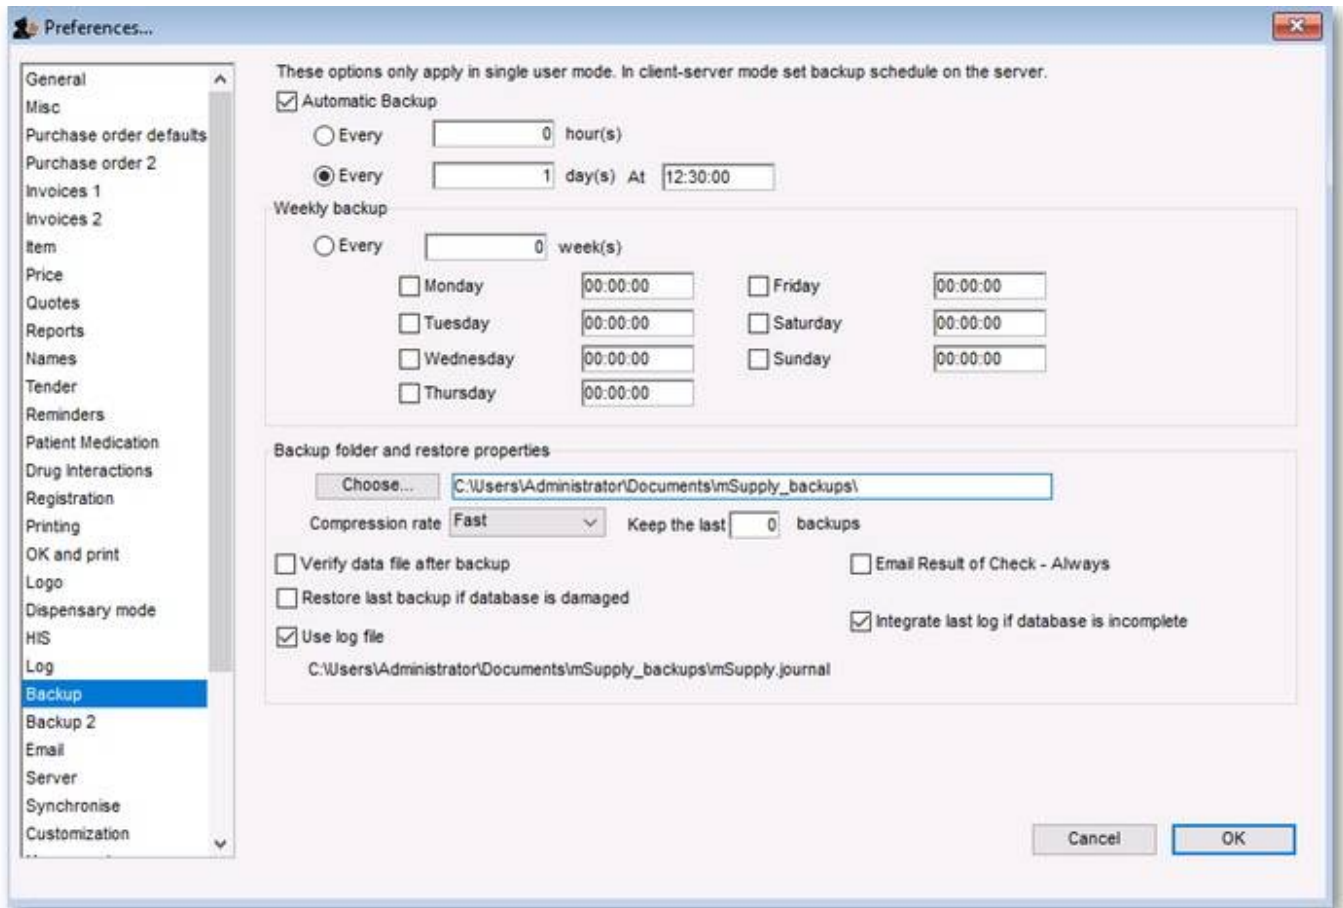 Preferences...
General
Misc
Purchase order defaults
Purchase order 2
Invoices 1
Invoices 2
Item
Price
Quotes
Reports
Names
Tender
Reminders
Patient Medication
Drug Interactions
Registration
Printing
OK and print
Logo
Dispensary mode
HIS
Log
Backup
Backup 2
Email
Server
Synchronise
Customization
These options only apply in single user mode. In client-server mode set backup schedule on the server.
Automatic Backup
Every 0 hour(s)
Every 1 day(s) At 12:30:00
Weekly backup
Every 0 week(s)
Monday 00:00:00 Friday 00:00:00
Tuesday 00:00:00 Saturday 00:00:00
Wednesday 00:00:00 Sunday 00:00:00
Thursday 00:00:00
Backup folder and restore properties
Choose... C:\Users\Administrator\Documents\mSupply_backups\
Compression rate Fast Keep the last 0 backups
Verify data file after backup Email Result of Check - Always
Restore last backup if database is damaged
Integrate last log if database is incomplete
Use log file
C:\Users\Administrator\Documents\mSupply_backups\mSupply.journal
Cancel OK